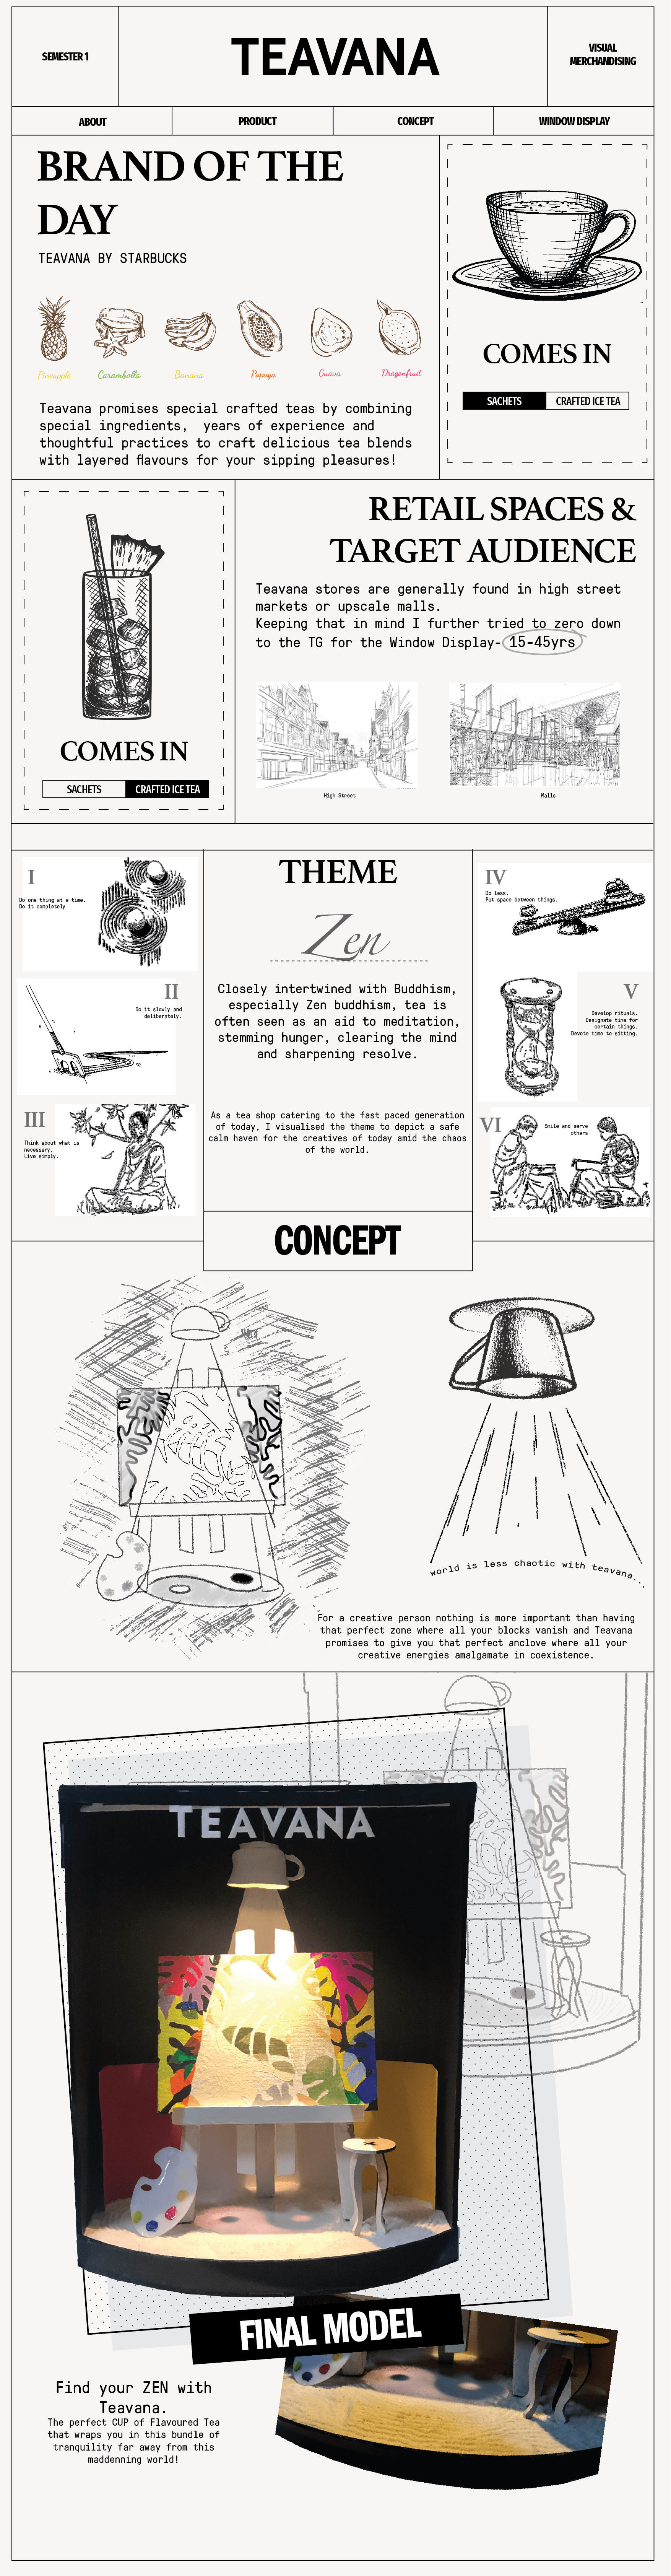 SEMESTER 1
TEAVANA
VISUAL
MERCHANDISING
ABOUT
PRODUCT
CONCEPT
WINDOW DISPLAY
BRAND OF THE
DAY
TEAVANA BY STARBUCKS
Pineapple
Carambolla
Banana
Papaya
Guava
Dragonfruit
Teavana promises special crafted teas by combining
special ingredients, years of experience and
thoughtful practices to craft delicious tea blends
with layered flavours for your sipping pleasures!
COMES IN
SACHETS
CRAFTED ICE TEA
COMES IN
SACHETS
CRAFTED ICE TEA
RETAIL SPACES &
TARGET AUDIENCE
Teavana stores are generally found in high street
markets or upscale malls.
Keeping that in mind I further tried to zero down
to the TG for the Window Display- 15-45yrs
High Street
Malls
I
Do one thing at a time.
Do it completely
II
Do it slowly and
deliberately.
III
Think about what is
necessary.
Live simply.
THEME
Zen
Closely intertwined with Buddhism,
especially Zen buddhism, tea is
often seen as an aid to meditation,
stemming hunger, clearing the mind
and sharpening resolve.
As a tea shop catering to the fast paced generation
of today, I visualised the theme to depict a safe
calm haven for the creatives of today amid the chaos
of the world.
IV
Do less.
Put space between things.
V
Develop rituals.
Designate time for
certain things.
Devote time to sitting.
VI
Smile and serve
others
CONCEPT
world is less chaotic with teavana...
For a creative person nothing is more important than having
that perfect zone where all your blocks vanish and Teavana
promises to give you that perfect anclove where all your
creative energies amalgamate in coexistence.
TEAVANA
FINAL MODEL
Find your ZEN with
Teavana.
The perfect CUP of Flavoured Tea
that wraps you in this bundle of
tranquility far away from this
maddenning world!